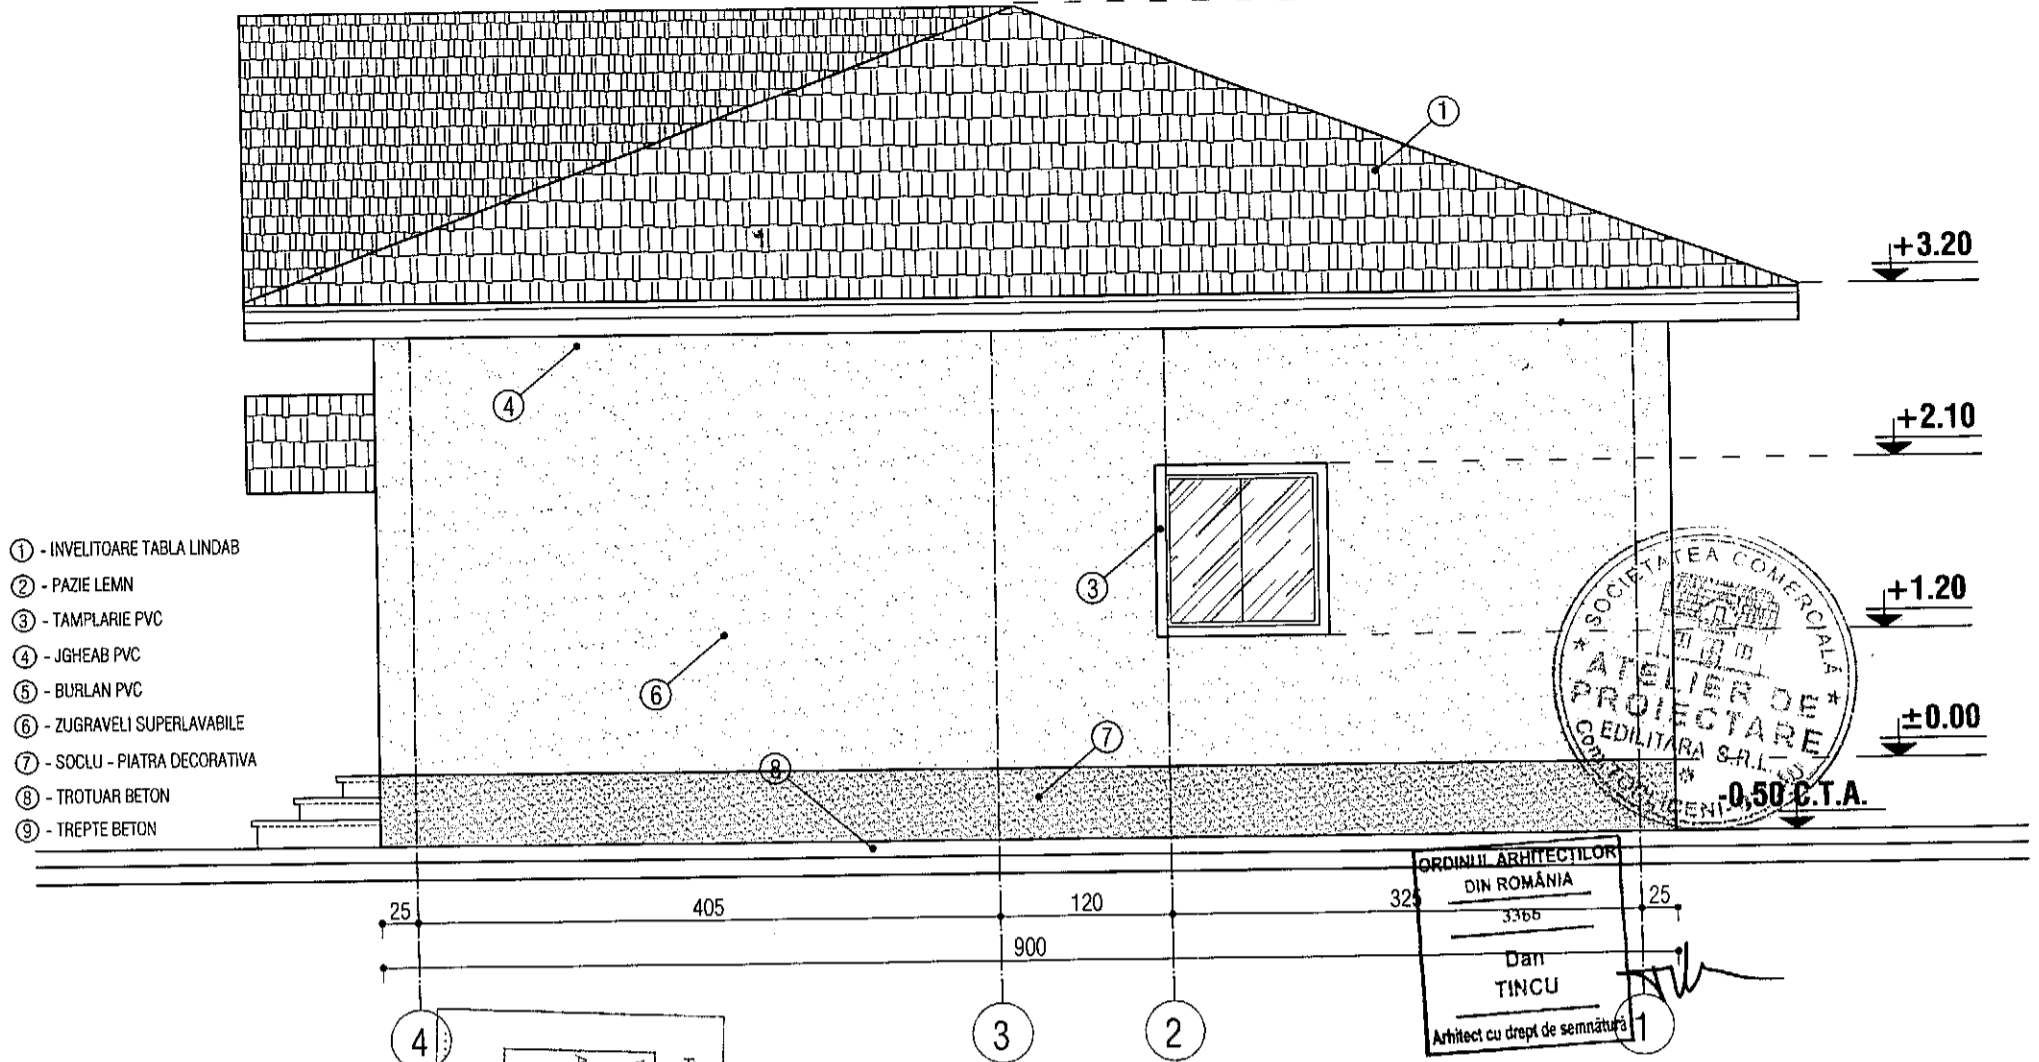 ①
+3.20
④
+2.10
① - INVELITOARE TABLA LINDAB
② - PAZIE LEMN
③ - TAMPLARIE PVC
④ - JGHEAB PVC
⑤ - BURLAN PVC
⑥ - ZUGRAVELI SUPERLAVABILE
⑦ - SOCLU - PIATRA DECORATIVA
⑧ - TROTUAR BETON
⑨ - TREPTE BETON
③
+1.20
⑥
SOCIETATEA COMERCIALĂ
ATELIER DE
PROIECTARE
EDILITARA S.R.L.
±0.00
⑦
⑧
-0,50 C.T.A.
ORDINUL ARHITECTILOR
DIN ROMÂNIA
3366
Dan
TINCU
Arhitect cu drept de semnătură
25 405 120 325 25
900
4 3 2 1